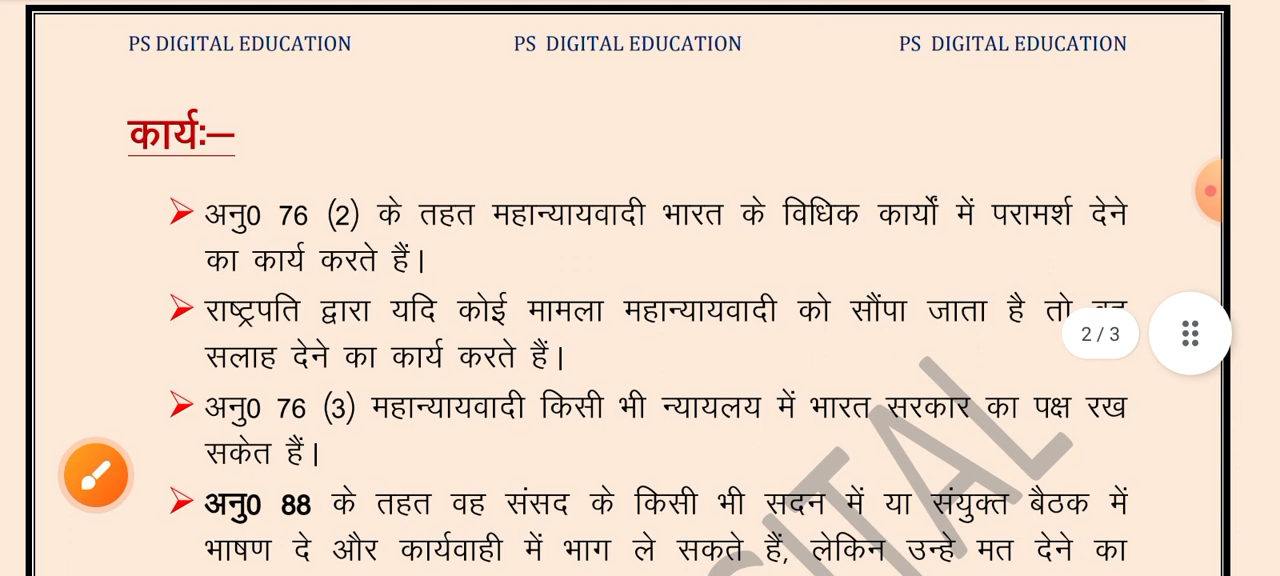 PS DIGITAL EDUCATION PS DIGITAL EDUCATION PS DIGITAL EDUCATION
कार्यः—
अनु0 76 (2) के तहत महान्यायवादी भारत के विधिक कार्यों में परामर्श देने
का कार्य करते हैं।
राष्ट्रपति द्वारा यदि कोई मामला महान्यायवादी को सौंपा जाता है तो
2 / 3
सलाह देने का कार्य करते हैं।
अनु0 76 (3) महान्यायवादी किसी भी न्यायलय में भारत सरकार का पक्ष रख
सकेत हैं।
अनु0 88 के तहत वह संसद के किसी भी सदन में या संयुक्त बैठक में
भाषण दे और कार्यवाही में भाग ले सकते हैं, लेकिन उन्हे मत देने का